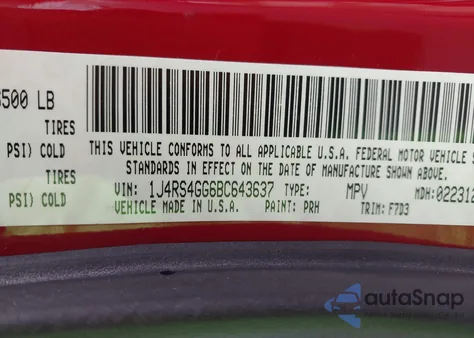 500 LB
TIRES
PSI) COLD
TIRES
PSI) COLD
THIS VEHICLE CONFORMS TO ALL APPLICABLE U.S.A. FEDERAL MOTOR VEHICLE
STANDARDS IN EFFECT ON THE DATE OF MANUFACTURE SHOWN ABOVE.
VIN: 1J4RS4GG6BC643637 TYPE: MPV MDH: 022312
VEHICLE MADE IN U.S.A. PAINT: PRH TRIM: F7D3
autoSnap